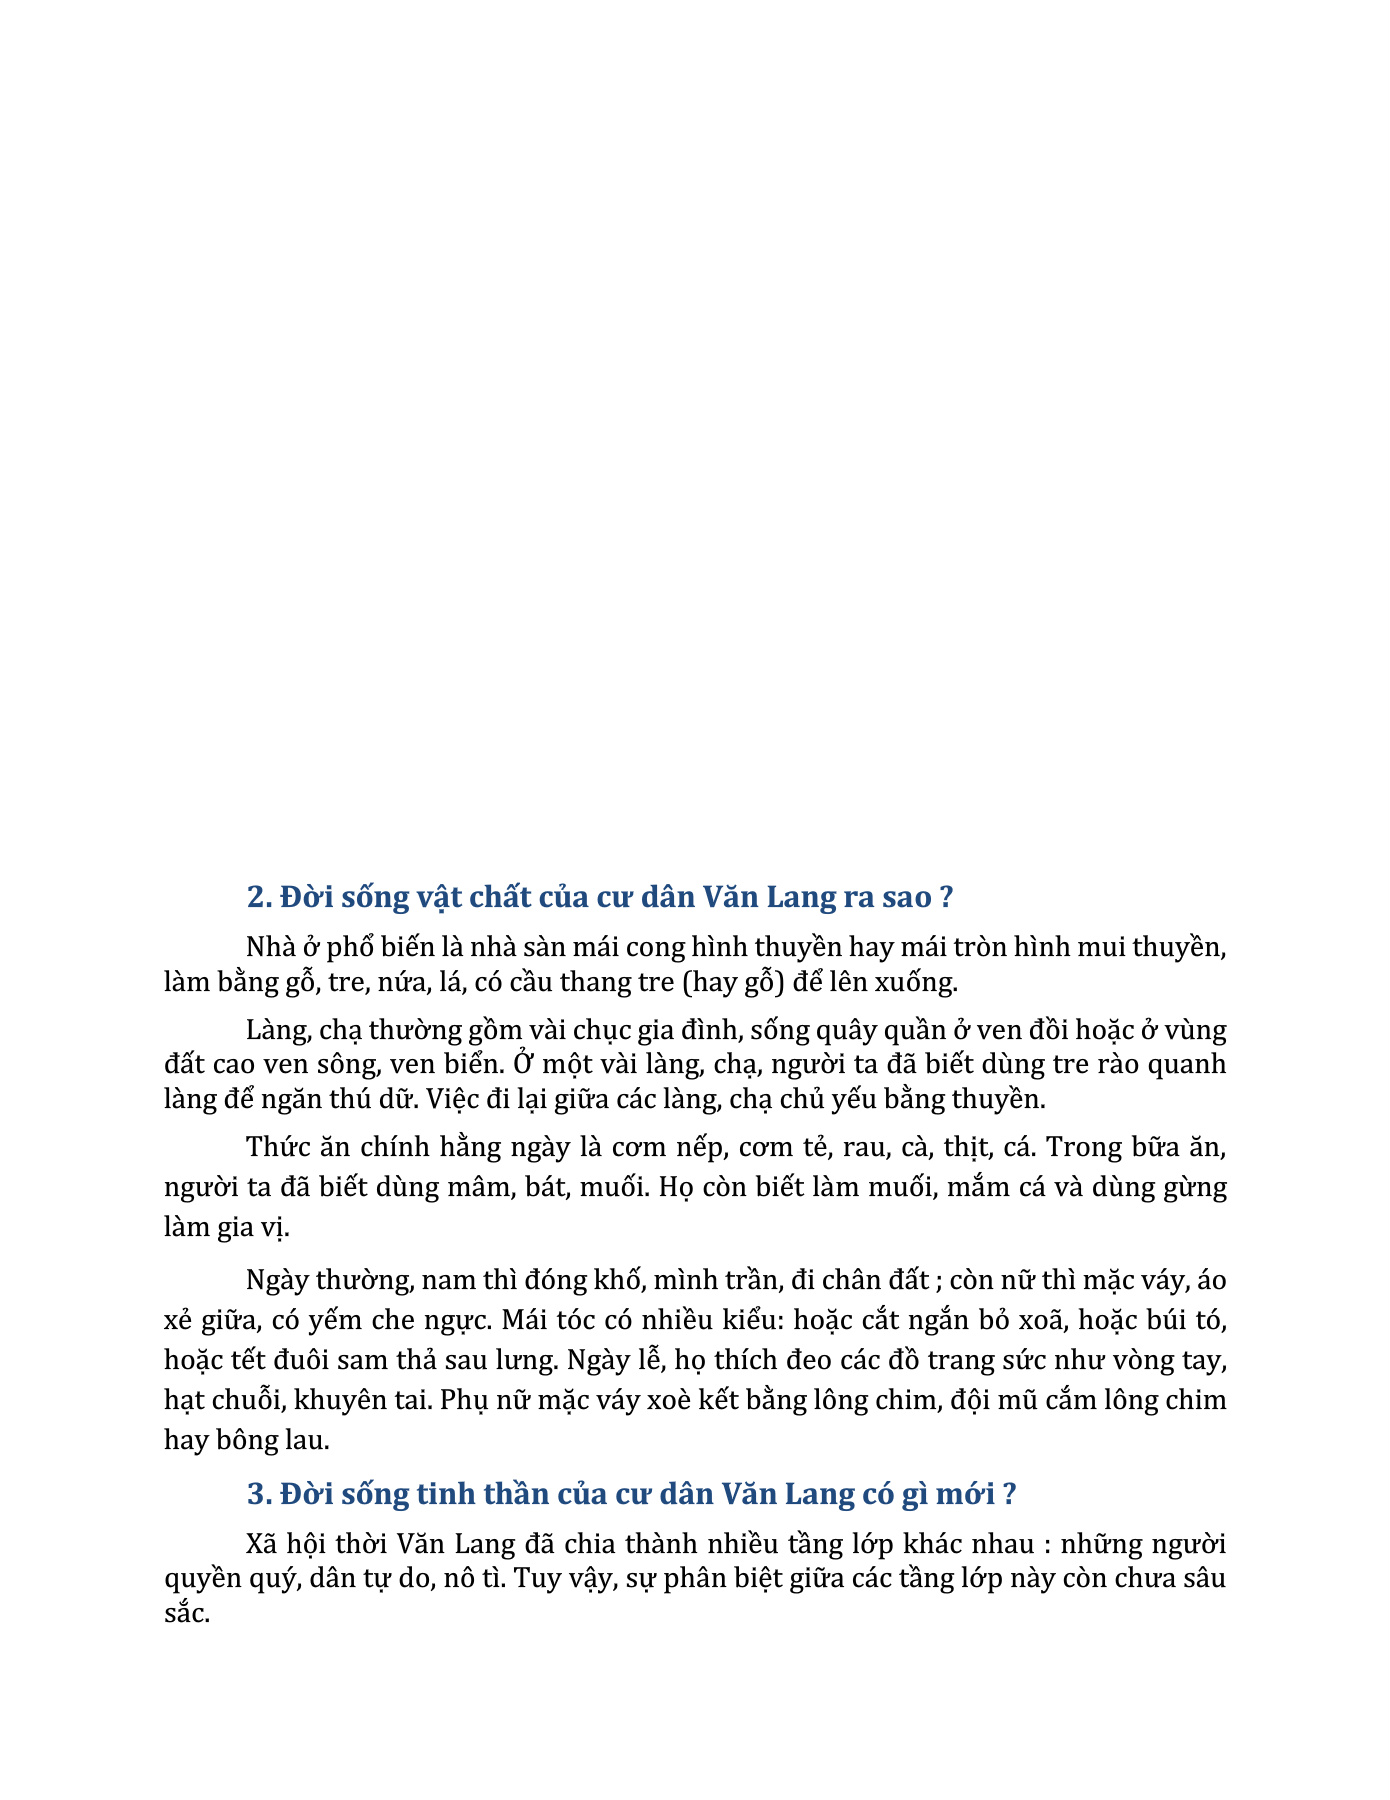 2. Đời sống vật chất của cư dân Văn Lang ra sao ?
Nhà ở phổ biến là nhà sàn mái cong hình thuyền hay mái tròn hình mui thuyền,
làm bằng gỗ, tre, nứa, lá, có cầu thang tre (hay gỗ) để lên xuống.
Làng, chạ thường gồm vài chục gia đình, sống quây quần ở ven đồi hoặc ở vùng
đất cao ven sông, ven biển. Ở một vài làng, chạ, người ta đã biết dùng tre rào quanh
làng để ngăn thú dữ. Việc đi lại giữa các làng, chạ chủ yếu bằng thuyền.
Thức ăn chính hằng ngày là cơm nếp, cơm tẻ, rau, cà, thịt, cá. Trong bữa ăn,
người ta đã biết dùng mâm, bát, muối. Họ còn biết làm muối, mắm cá và dùng gừng
làm gia vị.
Ngày thường, nam thì đóng khố, mình trần, đi chân đất ; còn nữ thì mặc váy, áo
xẻ giữa, có yếm che ngực. Mái tóc có nhiều kiểu: hoặc cắt ngắn bỏ xoã, hoặc búi tó,
hoặc tết đuôi sam thả sau lưng. Ngày lễ, họ thích đeo các đồ trang sức như vòng tay,
hạt chuỗi, khuyên tai. Phụ nữ mặc váy xoè kết bằng lông chim, đội mũ cắm lông chim
hay bông lau.
3. Đời sống tinh thần của cư dân Văn Lang có gì mới ?
Xã hội thời Văn Lang đã chia thành nhiều tầng lớp khác nhau : những người
quyền quý, dân tự do, nô tì. Tuy vậy, sự phân biệt giữa các tầng lớp này còn chưa sâu
sắc.